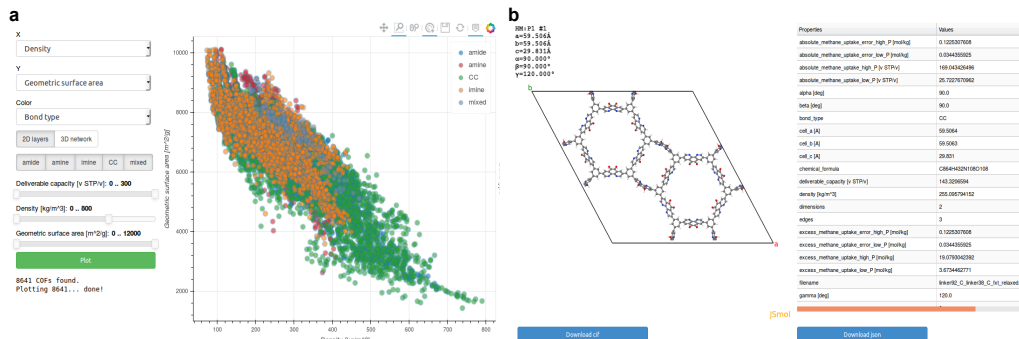 a
X
Density
Y
Geometric surface area
Color
Bond type
2D layers 3D network
amide amine imine CC mixed
Deliverable capacity [v STP/v]: 0 .. 300
Density [kg/m^3]: 0 .. 800
Geometric surface area [m^2/g]: 0 .. 12000
Plot
8641 COFs found.
Plotting 8641... done!
Geometric surface area [m^2/g]
10000
8000
6000
4000
2000
100 200 300 400 500 600 700 800
amide
amine
CC
imine
mixed
b
HM:P1 #1
a=59.506Å
b=59.506Å
c=29.831Å
α=90.000°
β=90.000°
γ=120.000°
b
a
jSmol
Download cif
Properties Values
absolute_methane_uptake_error_high_P [mol/kg] 0.1225307608
absolute_methane_uptake_error_low_P [mol/kg] 0.0344355925
absolute_methane_uptake_high_P [v STP/v] 169.043426496
absolute_methane_uptake_low_P [v STP/v] 25.7227670962
alpha [deg] 90.0
beta [deg] 90.0
bond_type CC
cell_a [A] 59.5064
cell_b [A] 59.5063
cell_c [A] 29.831
chemical_formula C864H432N108O108
deliverable_capacity [v STP/v] 143.3206594
density [kg/m^3] 255.095794152
dimensions 2
edges 3
excess_methane_uptake_error_high_P [mol/kg] 0.1225307608
excess_methane_uptake_error_low_P [mol/kg] 0.0344355925
excess_methane_uptake_high_P [mol/kg] 19.0793042392
excess_methane_uptake_low_P [mol/kg] 3.6734462771
filename linker92_C_linker38_C_fxt_relaxed
gamma [deg] 120.0
Download json